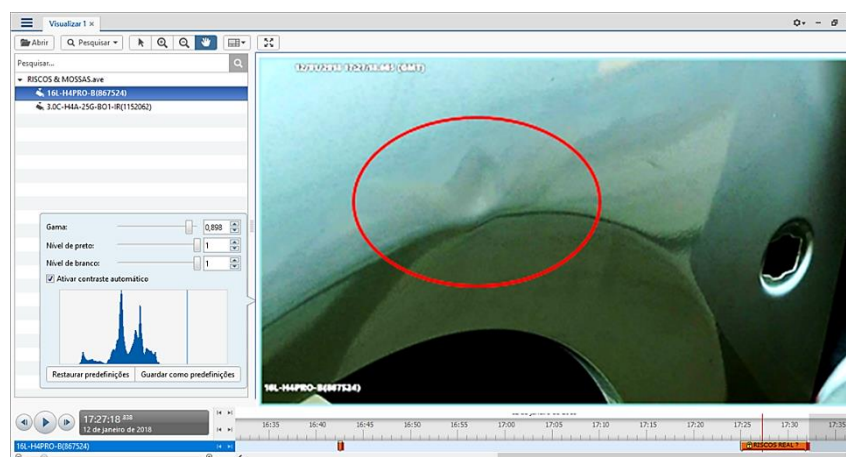 Visualizar 1 ×
Abrir
Pesquisar
Pesquisar...
RISCOS & MOSSAS.ave
16L-H4PRO-B(867524)
3.0C-H4A-25G-BO1-IR(1152062)
Gama: 0,898
Nível de preto: 1
Nível de branco: 1
Ativar contraste automático
Restaurar predefinições Guardar como predefinições
16L-H4PRO-B(867524)
17:27:18
12 de janeiro de 2018
16:35 16:40 16:45 16:50 16:55 17:00 17:05 17:10 17:15 17:20 17:25 17:30 17:35
16L-H4PRO-B(867524)